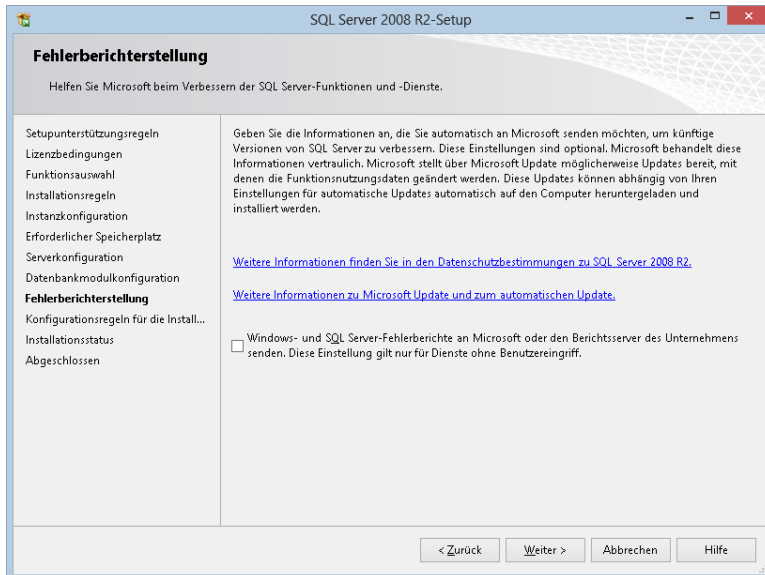 SQL Server 2008 R2-Setup
Fehlerberichterstellung
Helfen Sie Microsoft beim Verbessern der SQL Server-Funktionen und -Dienste.
Setupunterstützungsregeln
Lizenzbedingungen
Funktionsauswahl
Installationsregeln
Instanzkonfiguration
Erforderlicher Speicherplatz
Serverkonfiguration
Datenbankmodulkonfiguration
Fehlerberichterstellung
Konfigurationsregeln für die Install...
Installationsstatus
Abgeschlossen
Geben Sie die Informationen an, die Sie automatisch an Microsoft senden möchten, um künftige
Versionen von SQL Server zu verbessern. Diese Einstellungen sind optional. Microsoft behandelt diese
Informationen vertraulich. Microsoft stellt über Microsoft Update möglicherweise Updates bereit, mit
denen die Funktionsnutzungsdaten geändert werden. Diese Updates können abhängig von Ihren
Einstellungen für automatische Updates automatisch auf den Computer heruntergeladen und
installiert werden.
Weitere Informationen finden Sie in den Datenschutzbestimmungen zu SQL Server 2008 R2.
Weitere Informationen zu Microsoft Update und zum automatischen Update.
Windows- und SQL Server-Fehlerberichte an Microsoft oder den Berichtsserver des Unternehmens
senden. Diese Einstellung gilt nur für Dienste ohne Benutzereingriff.
< Zurück
Weiter >
Abbrechen
Hilfe